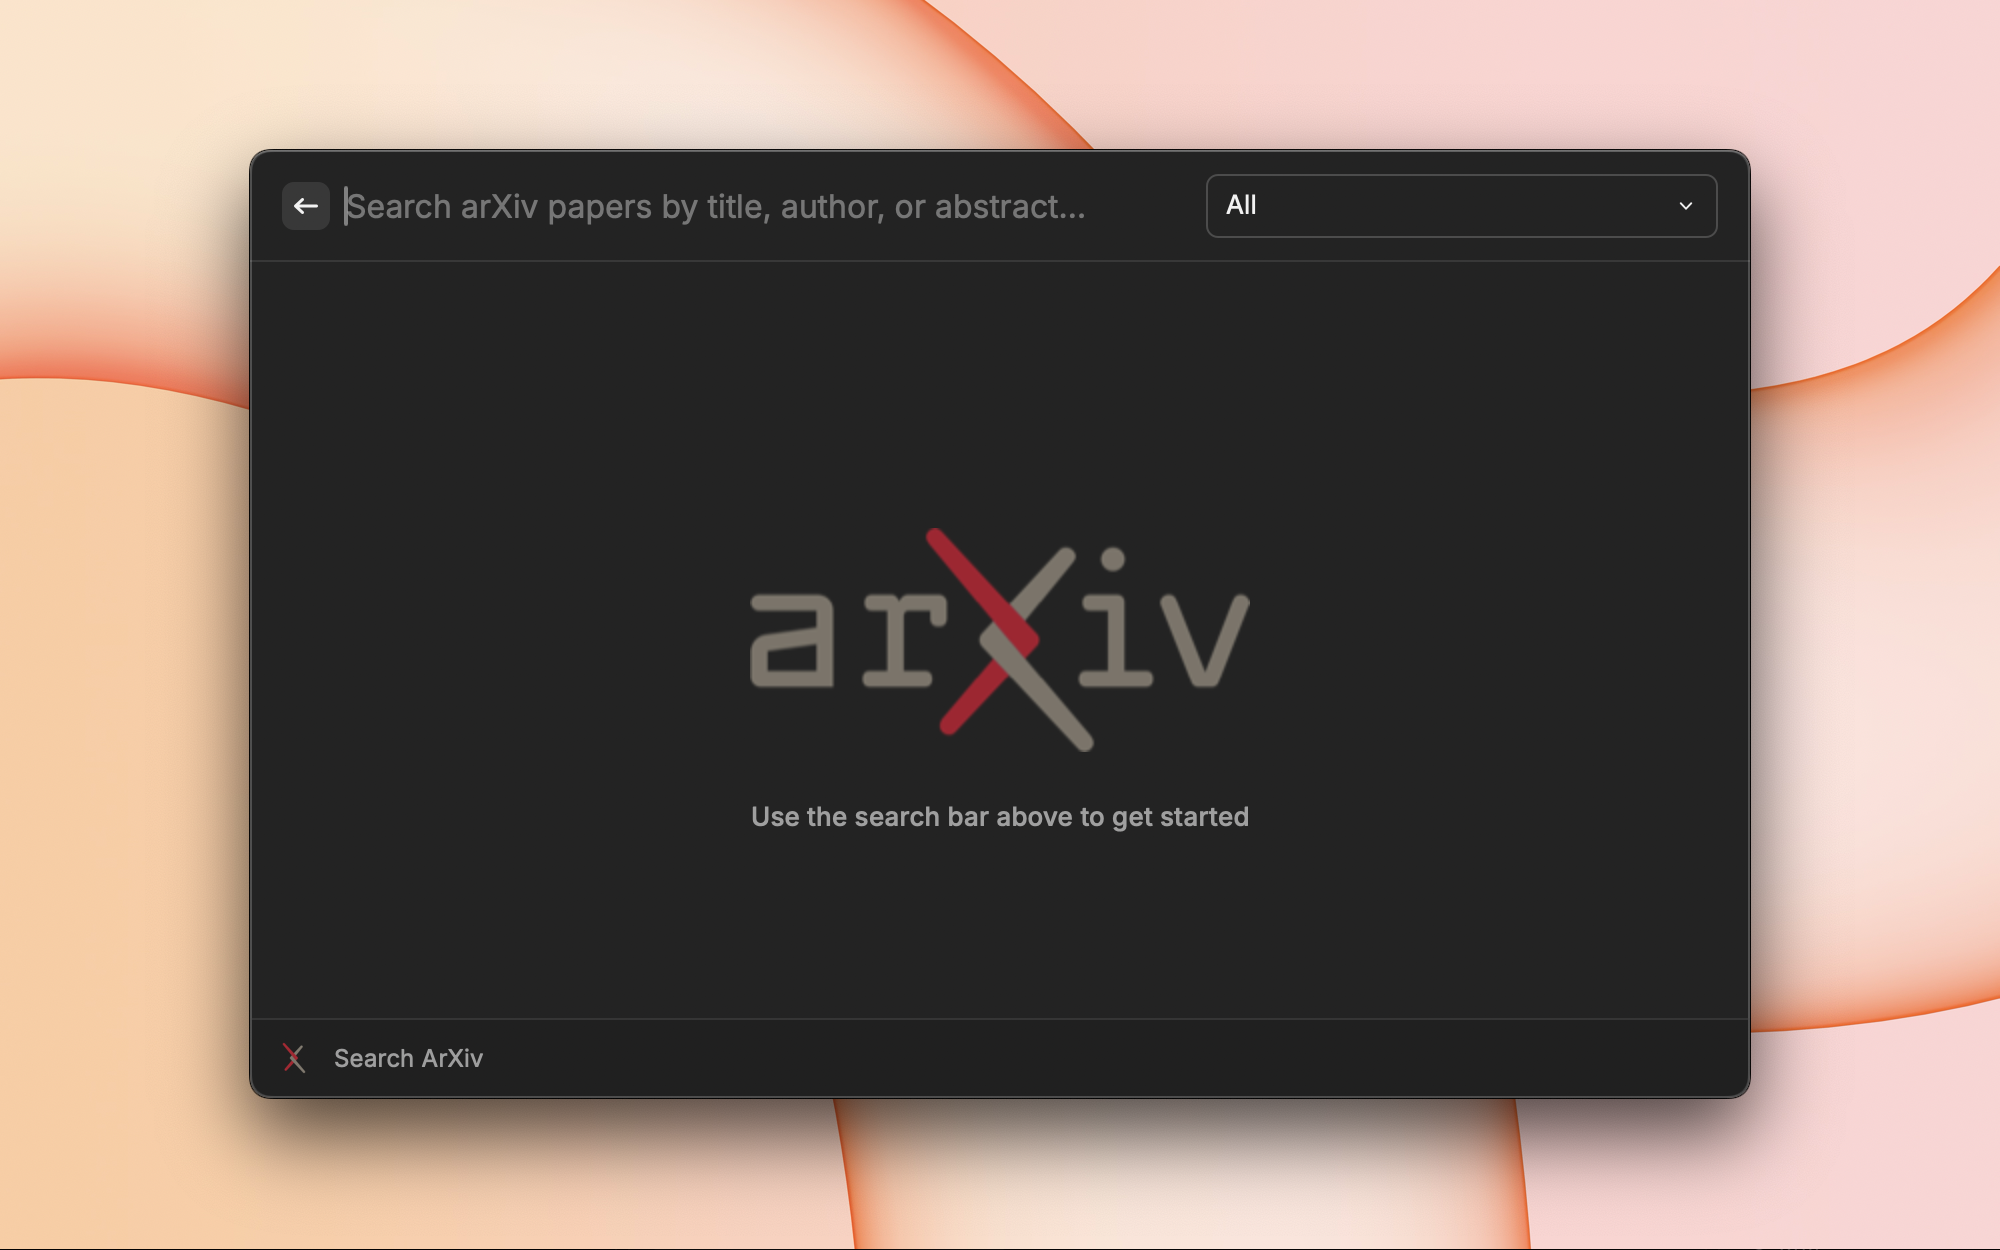 Search arXiv papers by title, author, or abstract...
All
arXiv
Use the search bar above to get started
Search ArXiv